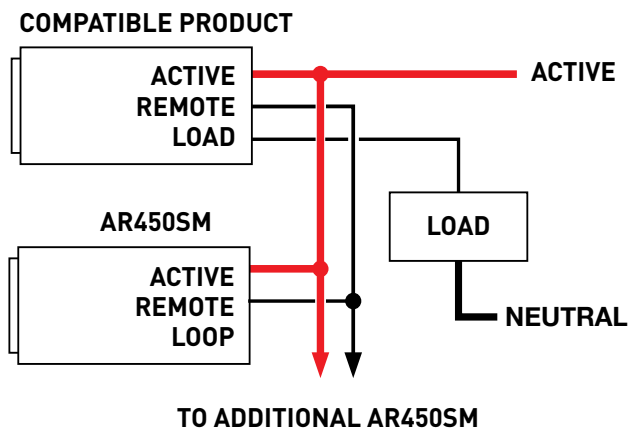 COMPATIBLE PRODUCT
ACTIVE
REMOTE
LOAD
ACTIVE
AR450SM
LOAD
ACTIVE
REMOTE
LOOP
NEUTRAL
TO ADDITIONAL AR450SM